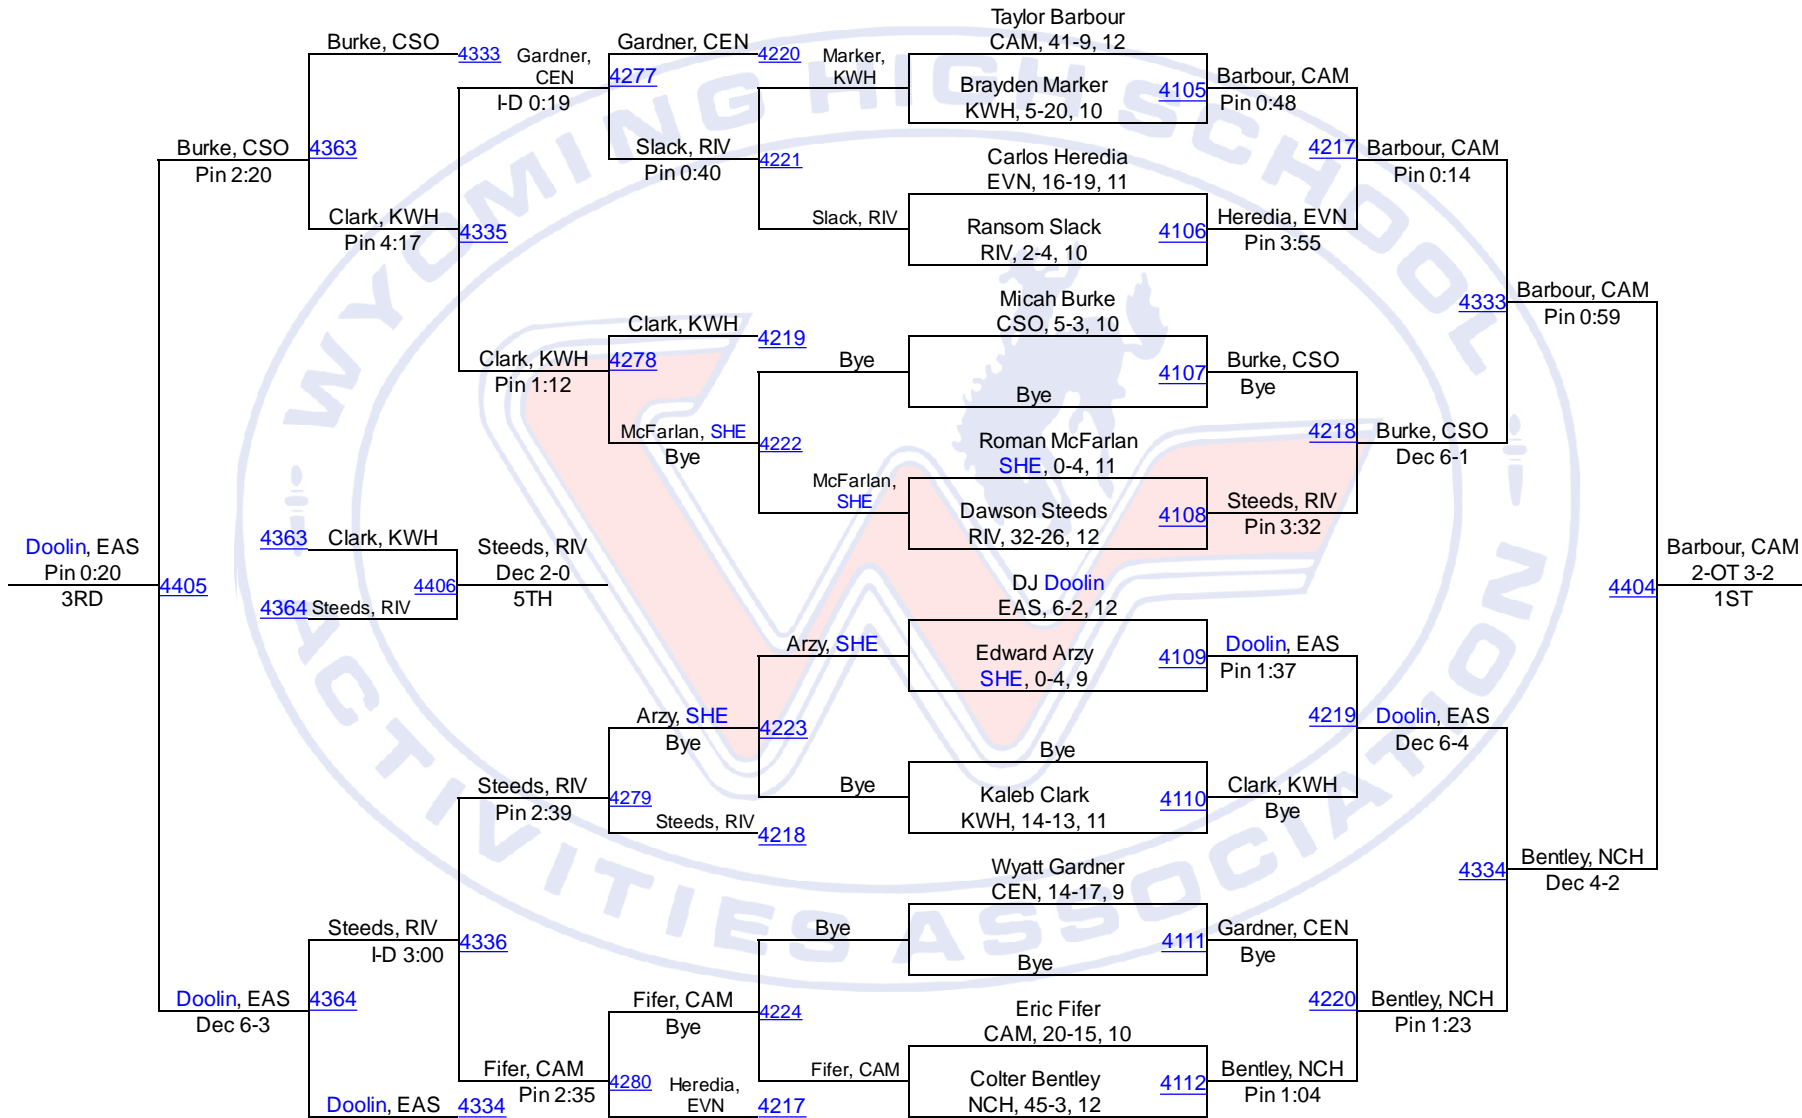 WYOMING HIGH SCHOOL
ACTIVITIES ASSOCIATION
Burke, CSO
4333
Gardner,
CEN
I-D 0:19
Gardner, CEN
4220
4277
Marker,
KWH
Taylor Barbour
CAM, 41-9, 12
Brayden Marker
KWH, 5-20, 10
4105
Barbour, CAM
Pin 0:48
Burke, CSO
Pin 2:20
4363
Slack, RIV
Pin 0:40
4221
Carlos Heredia
EVN, 16-19, 11
4217
Barbour, CAM
Pin 0:14
Clark, KWH
Pin 4:17
4335
Slack, RIV
Ransom Slack
RIV, 2-4, 10
4106
Heredia, EVN
Pin 3:55
Clark, KWH
4219
Micah Burke
CSO, 5-3, 10
4333
Barbour, CAM
Pin 0:59
Clark, KWH
Pin 1:12
4278
Bye
Bye
4107
Burke, CSO
Bye
McFarlan, SHE
Bye
4222
Roman McFarlan
SHE, 0-4, 11
4218
Burke, CSO
Dec 6-1
McFarlan,
SHE
Dawson Steeds
RIV, 32-26, 12
4108
Steeds, RIV
Pin 3:32
Doolin, EAS
Pin 0:20
3RD
4405
4363
Clark, KWH
4364
Steeds, RIV
4406
Steeds, RIV
Dec 2-0
5TH
DJ Doolin
EAS, 6-2, 12
4404
Barbour, CAM
2-OT 3-2
1ST
Arzy, SHE
Edward Arzy
SHE, 0-4, 9
4109
Doolin, EAS
Pin 1:37
Arzy, SHE
Bye
4223
Bye
4219
Doolin, EAS
Dec 6-4
Steeds, RIV
Pin 2:39
4279
Bye
Kaleb Clark
KWH, 14-13, 11
4110
Clark, KWH
Bye
Steeds, RIV
4218
Wyatt Gardner
CEN, 14-17, 9
4334
Bentley, NCH
Dec 4-2
Steeds, RIV
I-D 3:00
4336
Bye
Bye
4111
Gardner, CEN
Bye
Doolin, EAS
Dec 6-3
4364
Fifer, CAM
Bye
4224
Eric Fifer
CAM, 20-15, 10
4220
Bentley, NCH
Pin 1:23
Fifer, CAM
Pin 2:35
4280
Heredia,
EVN
4217
Fifer, CAM
Colter Bentley
NCH, 45-3, 12
4112
Bentley, NCH
Pin 1:04
Doolin, EAS
4334